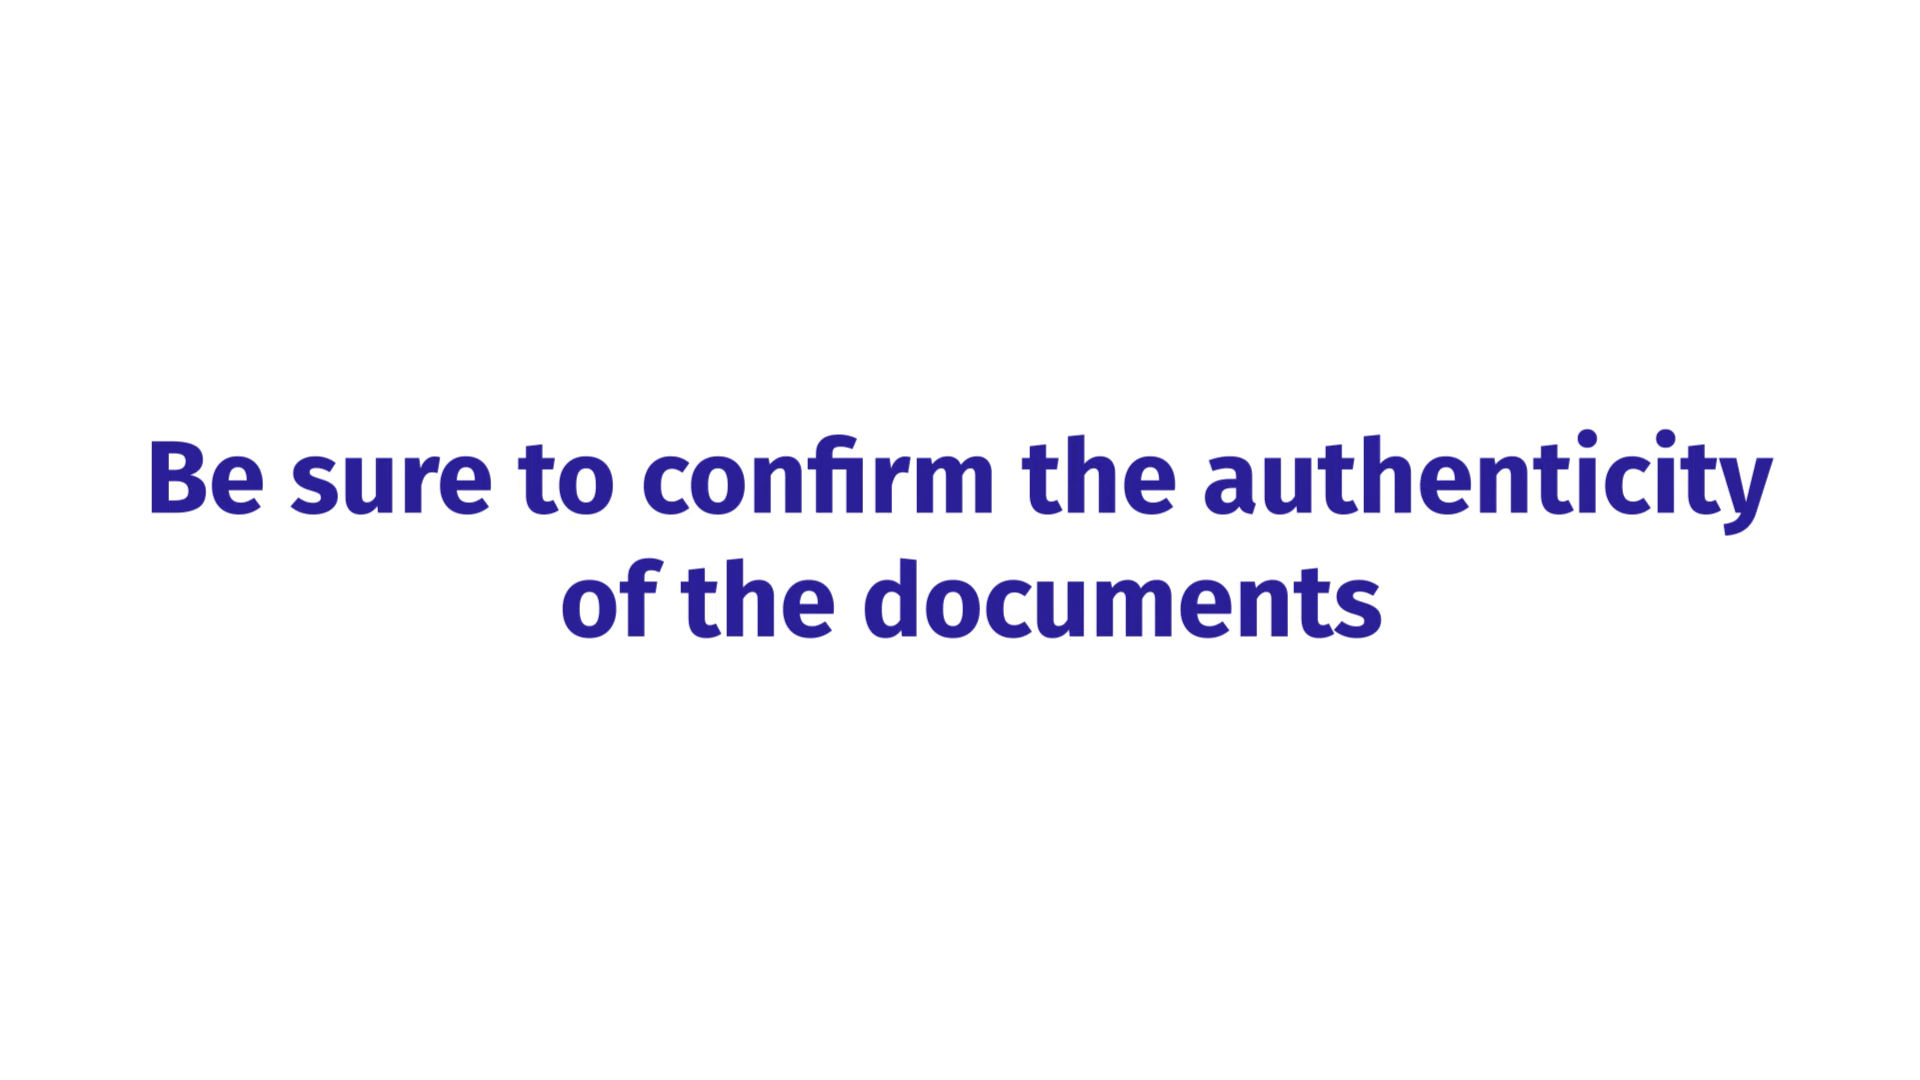 Be sure to confirm the authenticity
of the documents